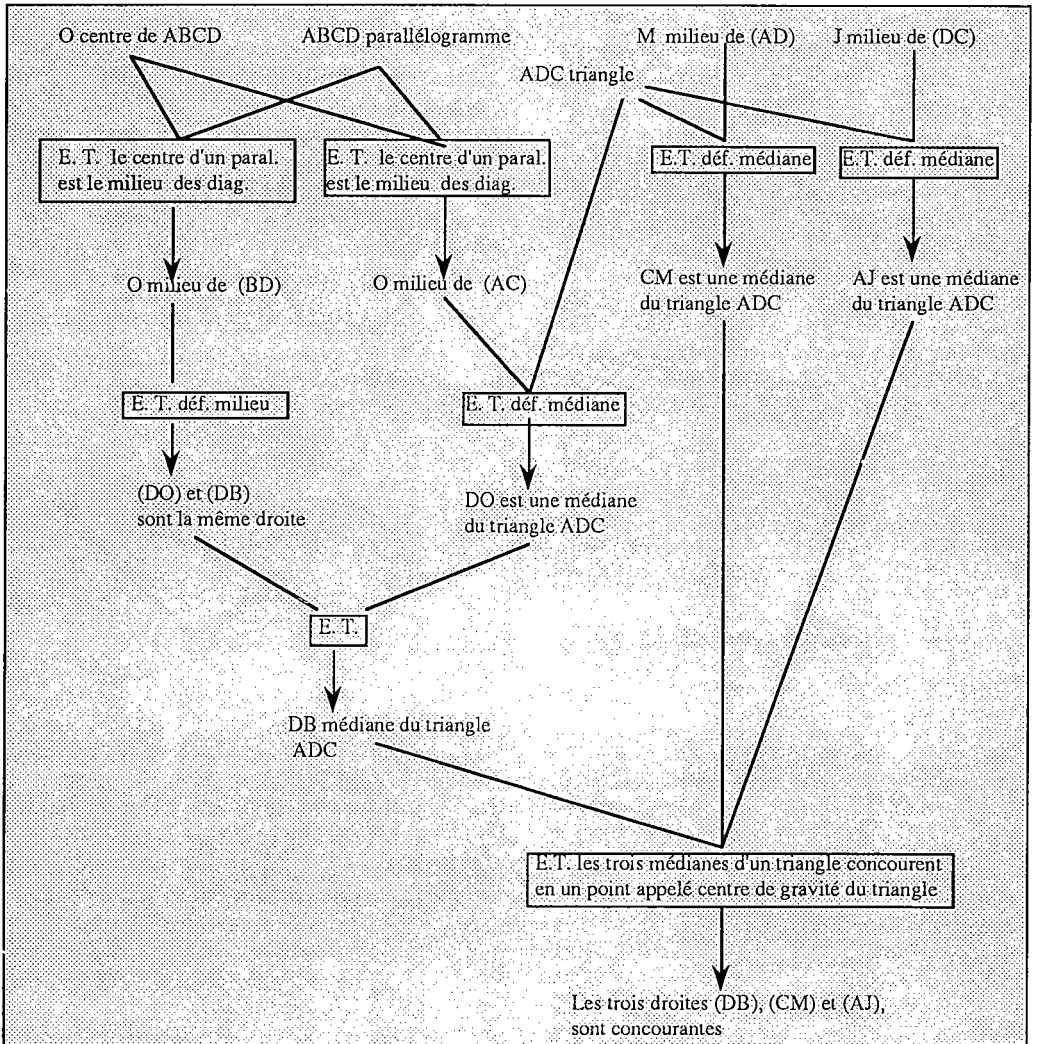 O centre de ABCD
ABCD parallélogramme
M milieu de (AD)
J milieu de (DC)
ADC triangle
E. T. le centre d'un paral.
est le milieu des diag.
E. T. le centre d'un paral.
est le milieu des diag.
E.T. déf. médiane
E.T. déf. médiane
O milieu de (BD)
O milieu de (AC)
CM est une médiane
du triangle ADC
AJ est une médiane
du triangle ADC
E. T. déf. milieu
E. T. déf. médiane
(DO) et (DB)
sont la même droite
DO est une médiane
du triangle ADC
E. T.
DB médiane du triangle
ADC
E.T. les trois médianes d'un triangle concourent
en un point appelé centre de gravité du triangle
Les trois droites (DB), (CM) et (AJ),
sont concourantes